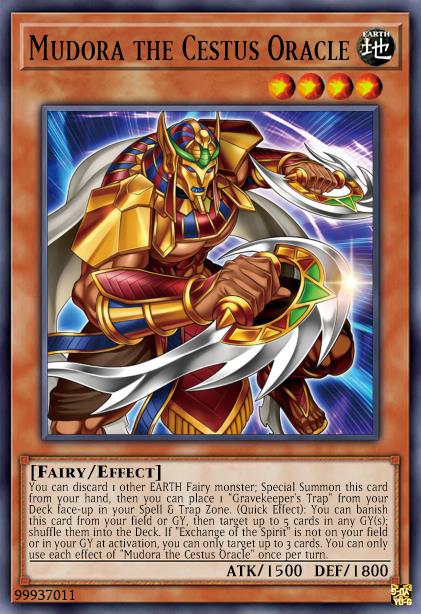 MUDORA THE CESTUS ORACLE
EARTH
地
[FAIRY/EFFECT]
You can discard 1 other EARTH Fairy monster; Special Summon this
card from your hand, then you can place 1 "Gravekeeper's Trap" from your
Deck face-up in your Spell & Trap Zone. (Quick Effect): You can banish
this card from your field or GY, then target up to 5 cards in any GY(s);
shuffle them into the Deck. If "Exchange of the Spirit" is not on your field
or in your GY at activation, you can only target up to 3 cards. You can only
use each effect of "Mudora the Cestus Oracle" once per turn.
ATK/1500 DEF/1800
99937011